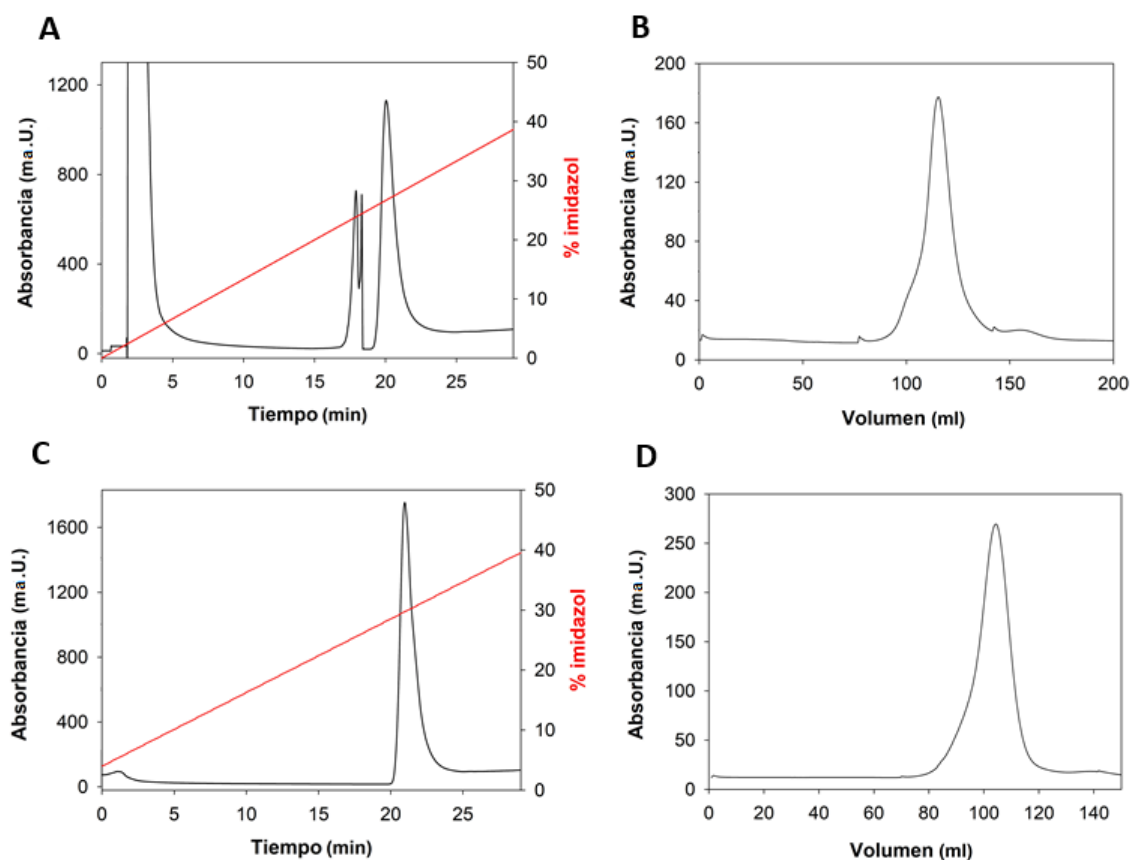 A
1200
800
400
0
Absorbancia (ma.U.)
0 5 10 15 20 25
Tiempo (min)
50
40
30
20
10
0
% imidazol
B
200
160
120
80
40
0
Absorbancia (ma.U.)
0 50 100 150 200
Volumen (ml)
C
1600
1200
800
400
0
Absorbancia (ma.U.)
0 5 10 15 20 25
Tiempo (min)
50
40
30
20
10
0
% imidazol
D
300
250
200
150
100
50
0
Absorbancia (ma.U.)
0 20 40 60 80 100 120 140
Volumen (ml)